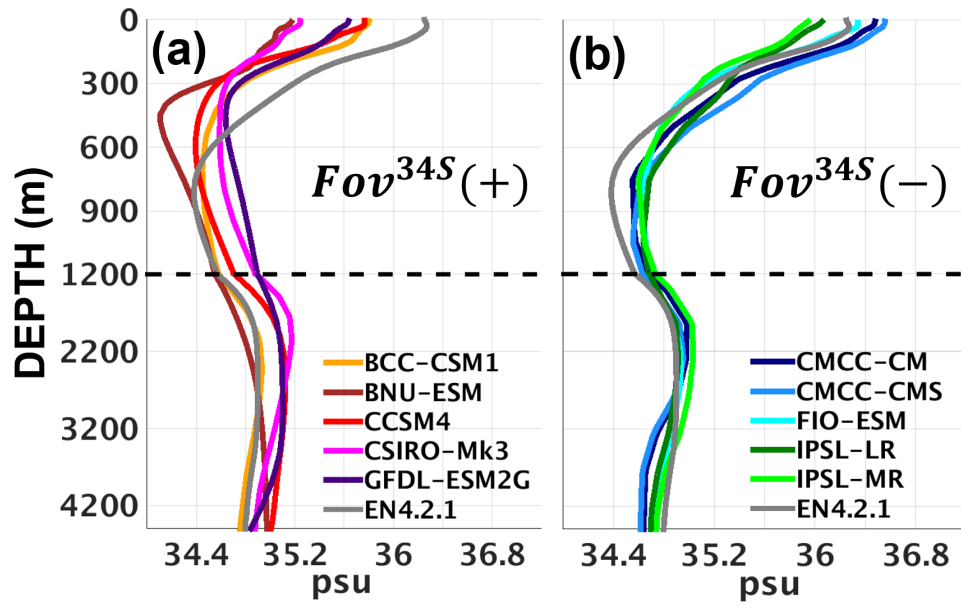 (a)
(b)
0
300
600
900
1200
2200
3200
4200
DEPTH (m)
Fov^34S(+)
Fov^34S(−)
BCC−CSM1
BNU−ESM
CCSM4
CSIRO−Mk3
GFDL−ESM2G
EN4.2.1
CMCC−CM
CMCC−CMS
FIO−ESM
IPSL−LR
IPSL−MR
EN4.2.1
34.4 35.2 36 36.8
34.4 35.2 36 36.8
psu
psu